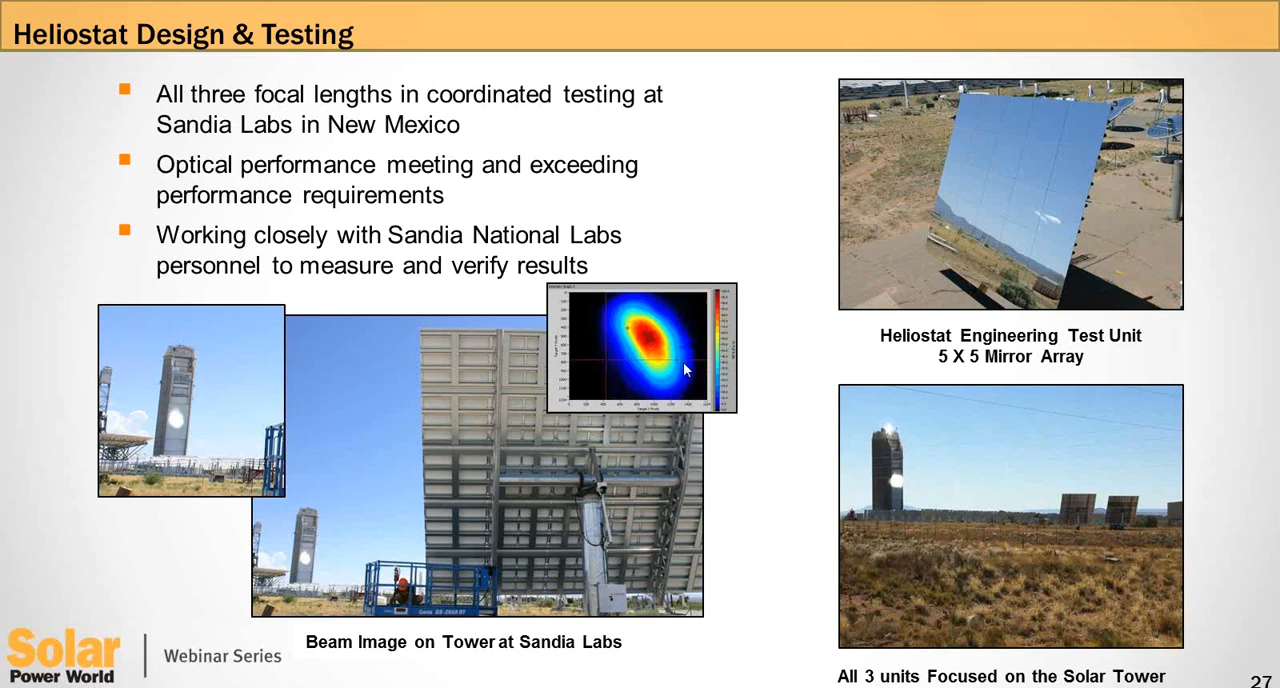 Heliostat Design & Testing
All three focal lengths in coordinated testing at
Sandia Labs in New Mexico
Optical performance meeting and exceeding
performance requirements
Working closely with Sandia National Labs
personnel to measure and verify results
Heliostat Engineering Test Unit
5 X 5 Mirror Array
Beam Image on Tower at Sandia Labs
All 3 units Focused on the Solar Tower
Solar
Power World
Webinar Series
27